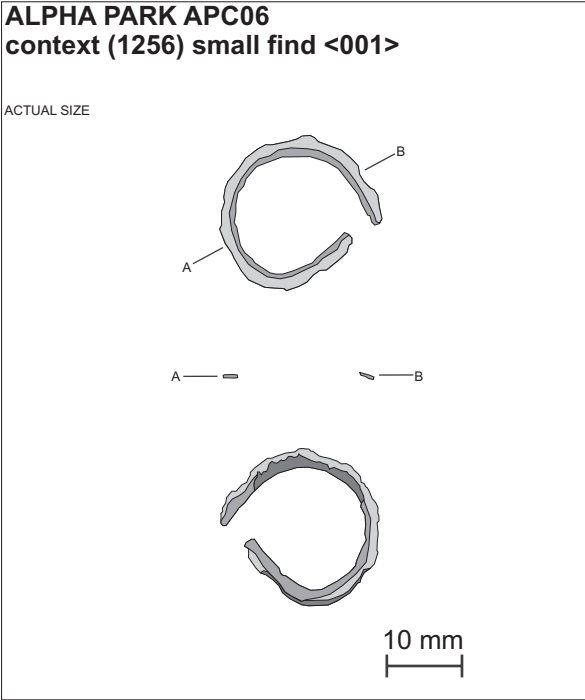 ALPHA PARK APC06
context (1256) small find <001>
ACTUAL SIZE
B
A
A
B
10 mm